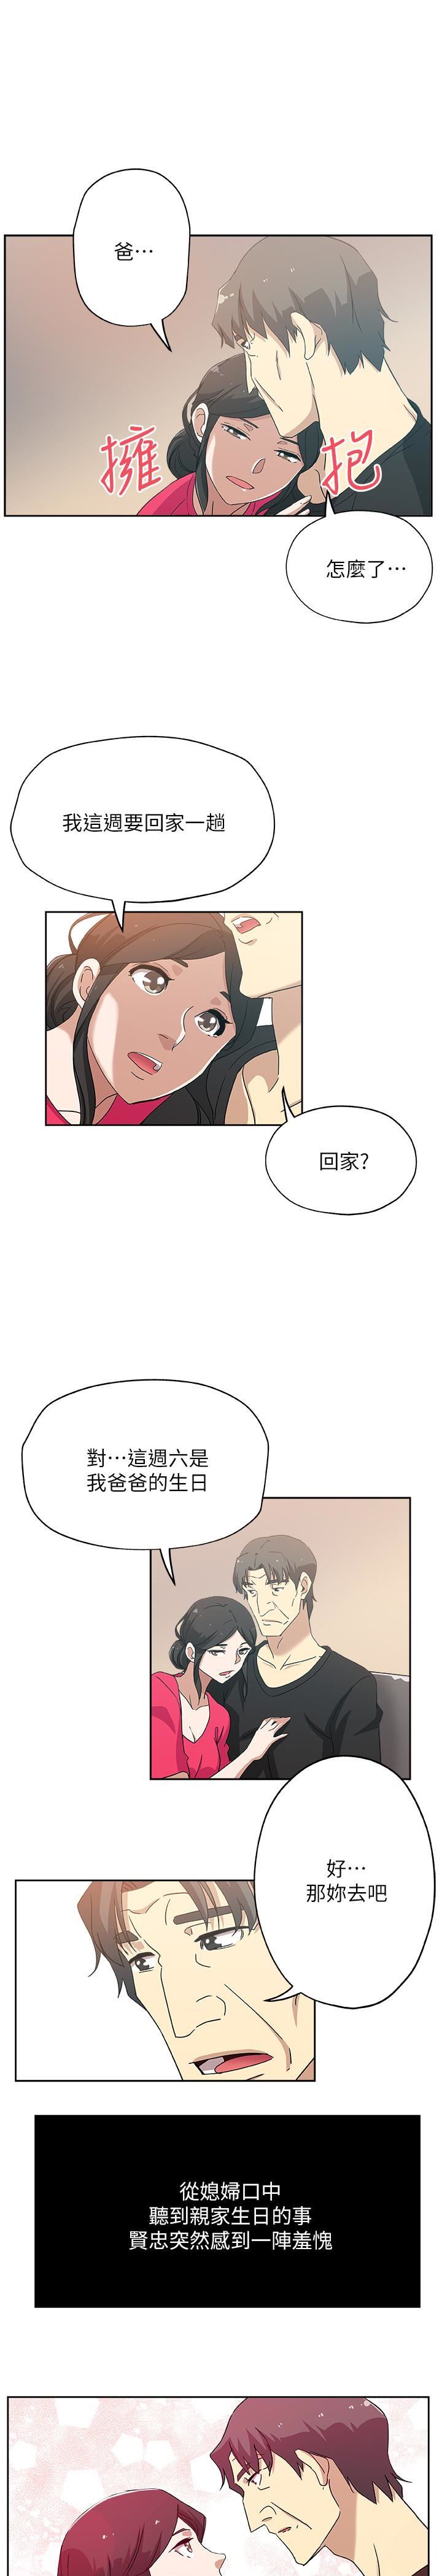 爸⋯
擁抱
怎麼了⋯
我這週要回家一趟
回家?
對⋯這週六是
我爸爸的生日
好⋯
那妳去吧
從媳婦口中
聽到親家生日的事
賢忠突然感到一陣羞愧